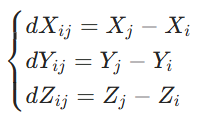 dX_{ij} = X_j − X_i
dY_{ij} = Y_j − Y_i
dZ_{ij} = Z_j − Z_i